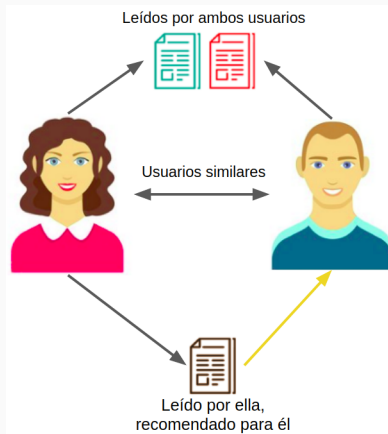 Leídos por ambos usuarios
Usuarios similares
Leído por ella,
recomendado para él